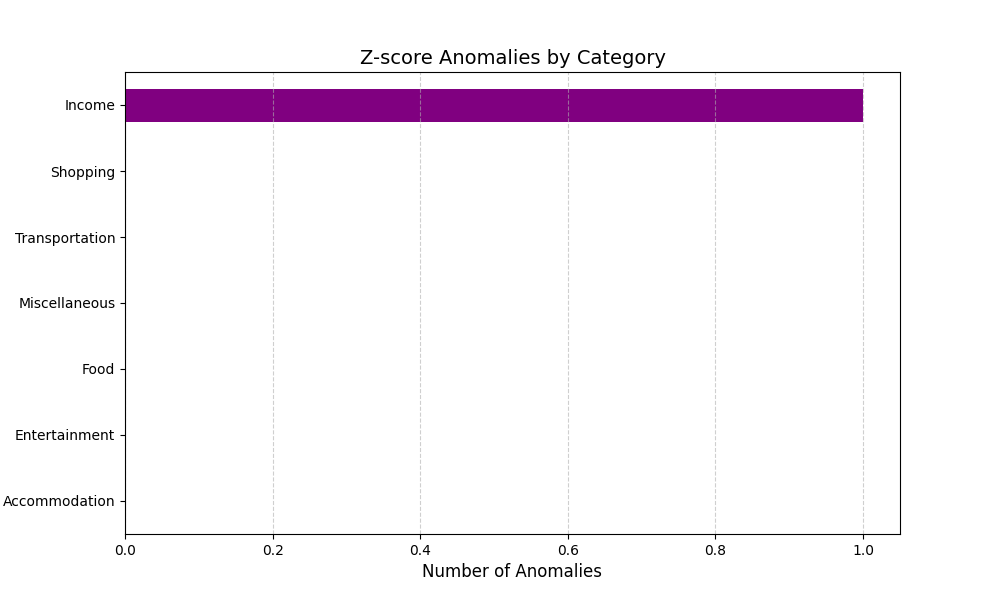 Z-score Anomalies by Category
Income
Shopping
Transportation
Miscellaneous
Food
Entertainment
Accommodation
0.0 0.2 0.4 0.6 0.8 1.0
Number of Anomalies